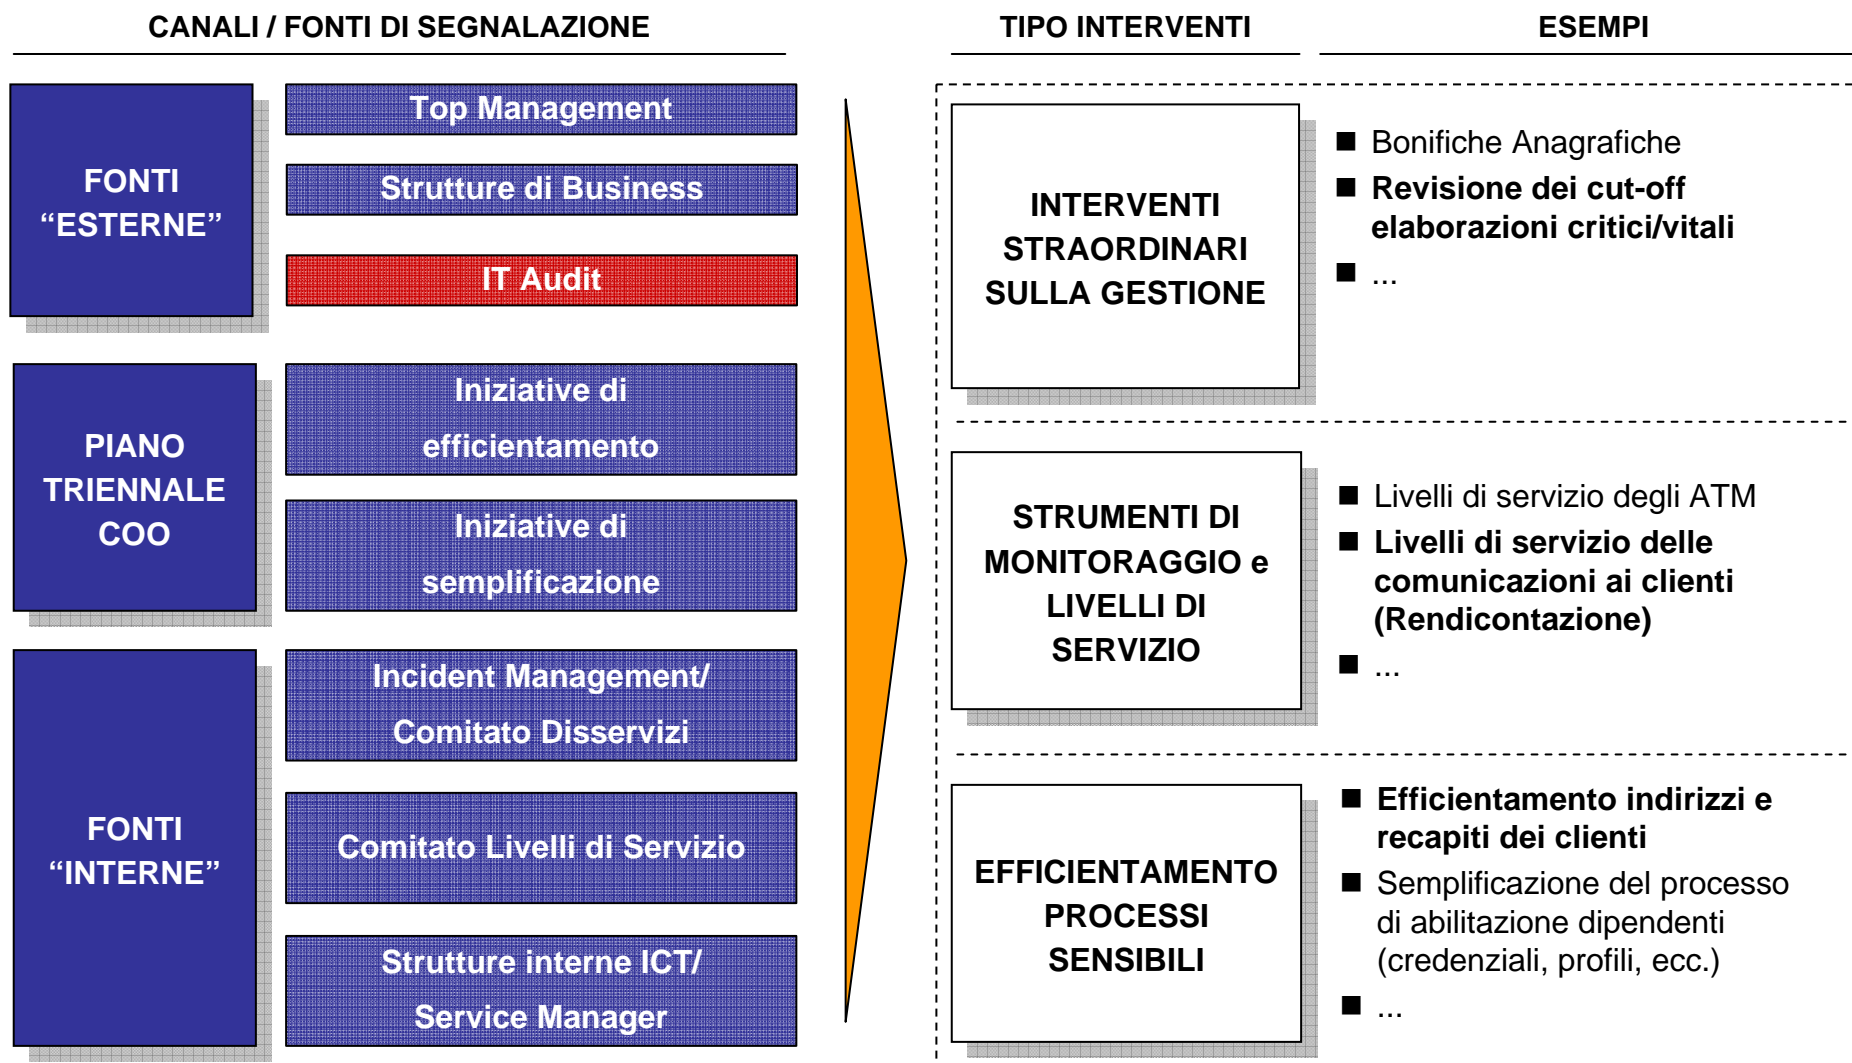 CANALI / FONTI DI SEGNALAZIONE
TIPO INTERVENTI
ESEMPI
FONTI
“ESTERNE”
Top Management
Strutture di Business
IT Audit
PIANO
TRIENNALE
COO
Iniziative di
efficientamento
Iniziative di
semplificazione
FONTI
“INTERNE”
Incident Management/
Comitato Disservizi
Comitato Livelli di Servizio
Strutture interne ICT/
Service Manager
INTERVENTI
STRAORDINARI
SULLA GESTIONE
■ Bonifiche Anagrafiche
■ Revisione dei cut-off
elaborazioni critici/vitali
■ ...
STRUMENTI DI
MONITORAGGIO e
LIVELLI DI
SERVIZIO
■ Livelli di servizio degli ATM
■ Livelli di servizio delle
comunicazioni ai clienti
(Rendicontazione)
■ ...
EFFICIENTAMENTO
PROCESSI
SENSIBILI
■ Efficientamento indirizzi e
recapiti dei clienti
■ Semplificazione del processo
di abilitazione dipendenti
(credenziali, profili, ecc.)
■ ...